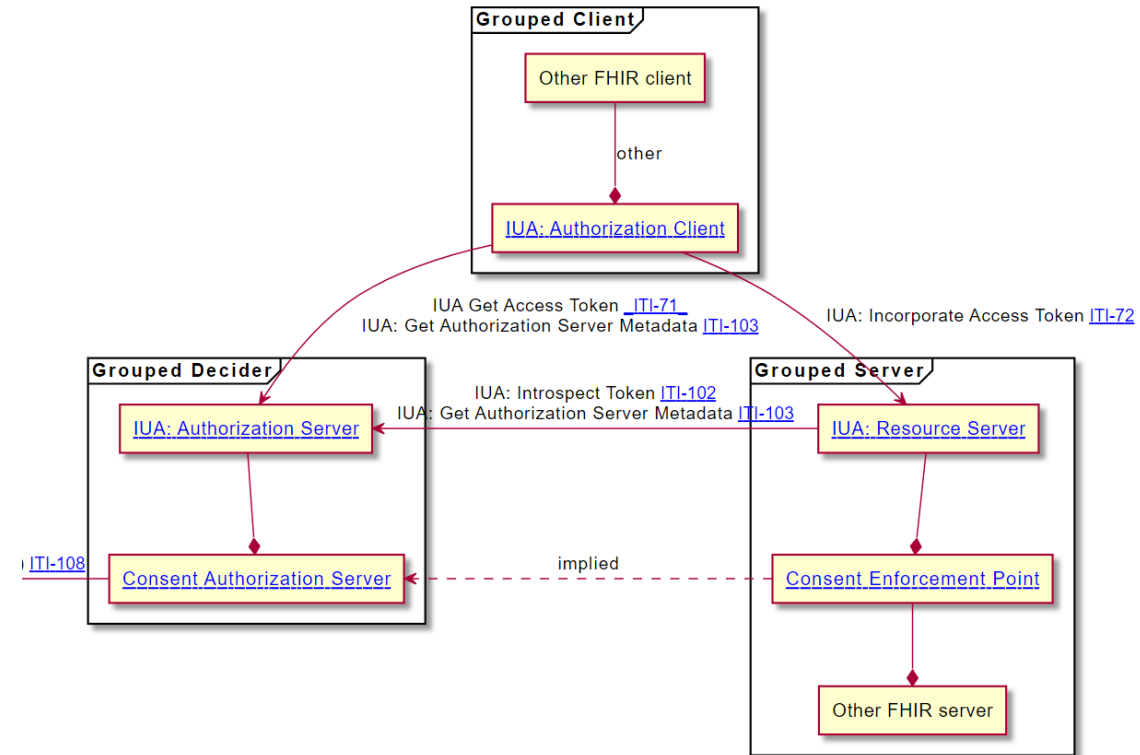 Grouped Client
Other FHIR client
other
IUA: Authorization Client
IUA Get Access Token _ITI-71_
IUA: Get Authorization Server Metadata ITI-103
IUA: Incorporate Access Token ITI-72
Grouped Decider
Grouped Server
IUA: Introspect Token ITI-102
IUA: Get Authorization Server Metadata ITI-103
IUA: Authorization Server
IUA: Resource Server
ITI-108
implied
Consent Authorization Server
Consent Enforcement Point
Other FHIR server